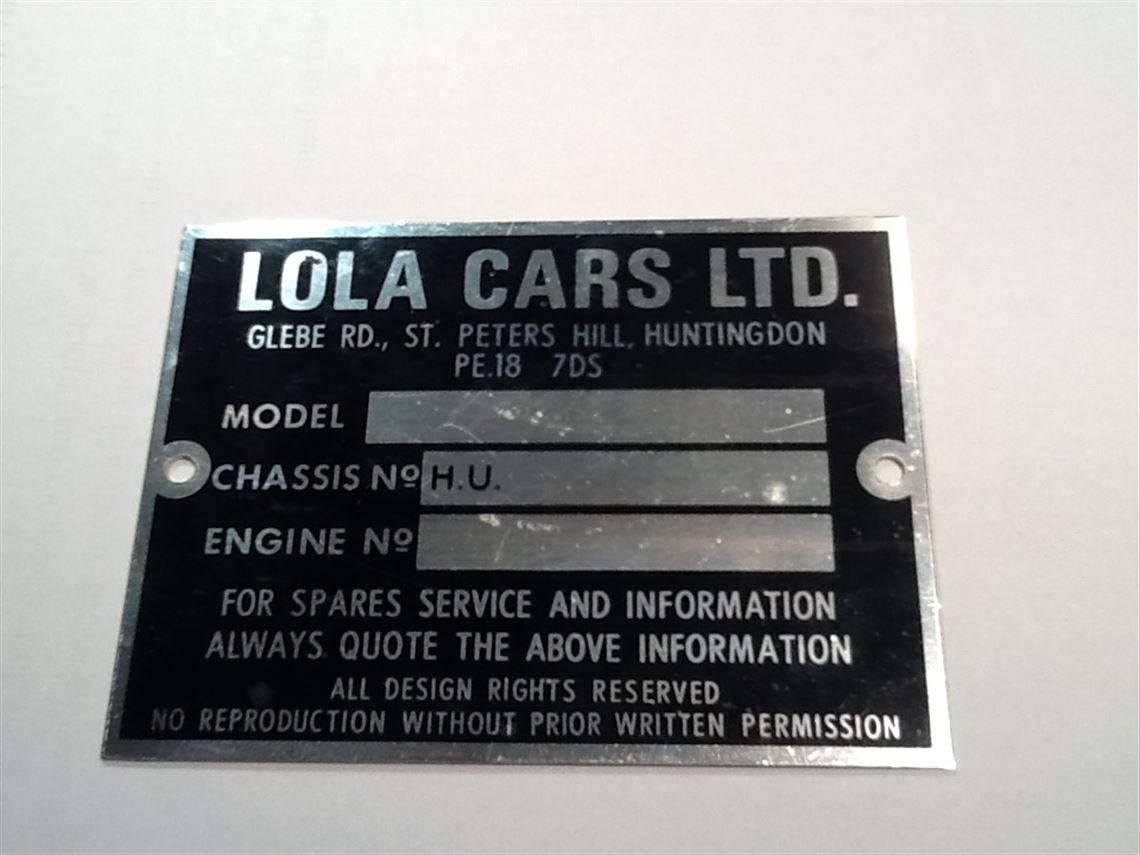 LOLA CARS LTD.
GLEBE RD., ST. PETERS HILL, HUNTINGDON
PE.18 7DS
MODEL
CHASSIS Nº H.U.
ENGINE Nº
FOR SPARES SERVICE AND INFORMATION
ALWAYS QUOTE THE ABOVE INFORMATION
ALL DESIGN RIGHTS RESERVED
NO REPRODUCTION WITHOUT PRIOR WRITTEN PERMISSION